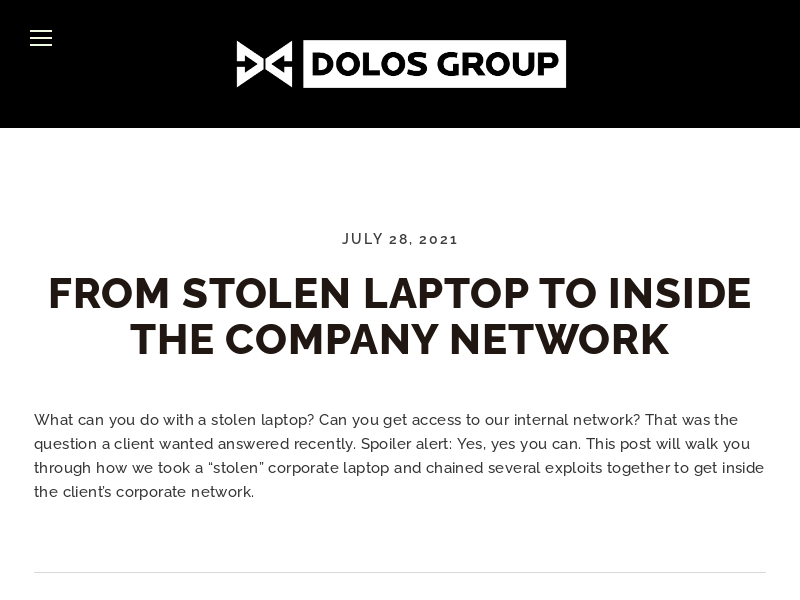 DOLOS GROUP
JULY 28, 2021
FROM STOLEN LAPTOP TO INSIDE
THE COMPANY NETWORK
What can you do with a stolen laptop? Can you get access to our internal network? That was the
question a client wanted answered recently. Spoiler alert: Yes, yes you can. This post will walk you
through how we took a “stolen” corporate laptop and chained several exploits together to get inside
the client’s corporate network.